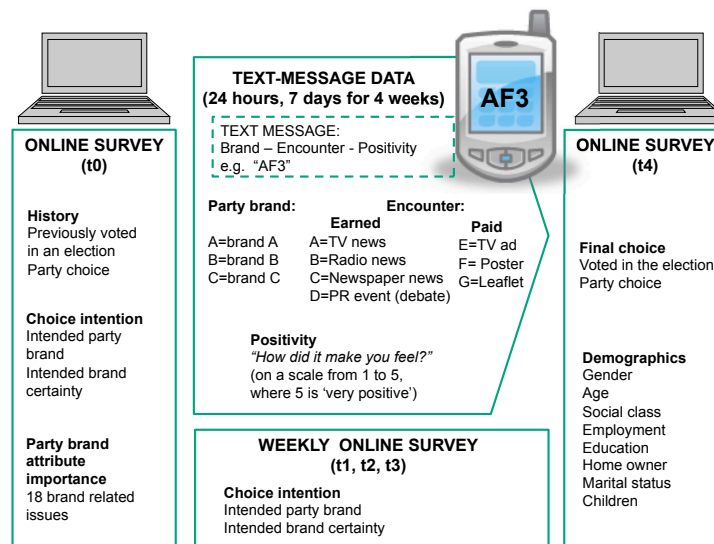 ONLINE SURVEY
(t0)
History
Previously voted
in an election
Party choice
Choice intention
Intended party
brand
Intended brand
certainty
Party brand
attribute
importance
18 brand related
issues
TEXT-MESSAGE DATA
(24 hours, 7 days for 4 weeks)
AF3
TEXT MESSAGE:
Brand – Encounter - Positivity
e.g. “AF3”
Party brand:
A=brand A
B=brand B
C=brand C
Encounter:
Earned
A=TV news
B=Radio news
C=Newspaper news
D=PR event (debate)
Paid
E=TV ad
F= Poster
G=Leaflet
Positivity
“How did it make you feel?”
(on a scale from 1 to 5,
where 5 is ‘very positive’)
WEEKLY ONLINE SURVEY
(t1, t2, t3)
Choice intention
Intended party brand
Intended brand certainty
ONLINE SURVEY
(t4)
Final choice
Voted in the election
Party choice
Demographics
Gender
Age
Social class
Employment
Education
Home owner
Marital status
Children